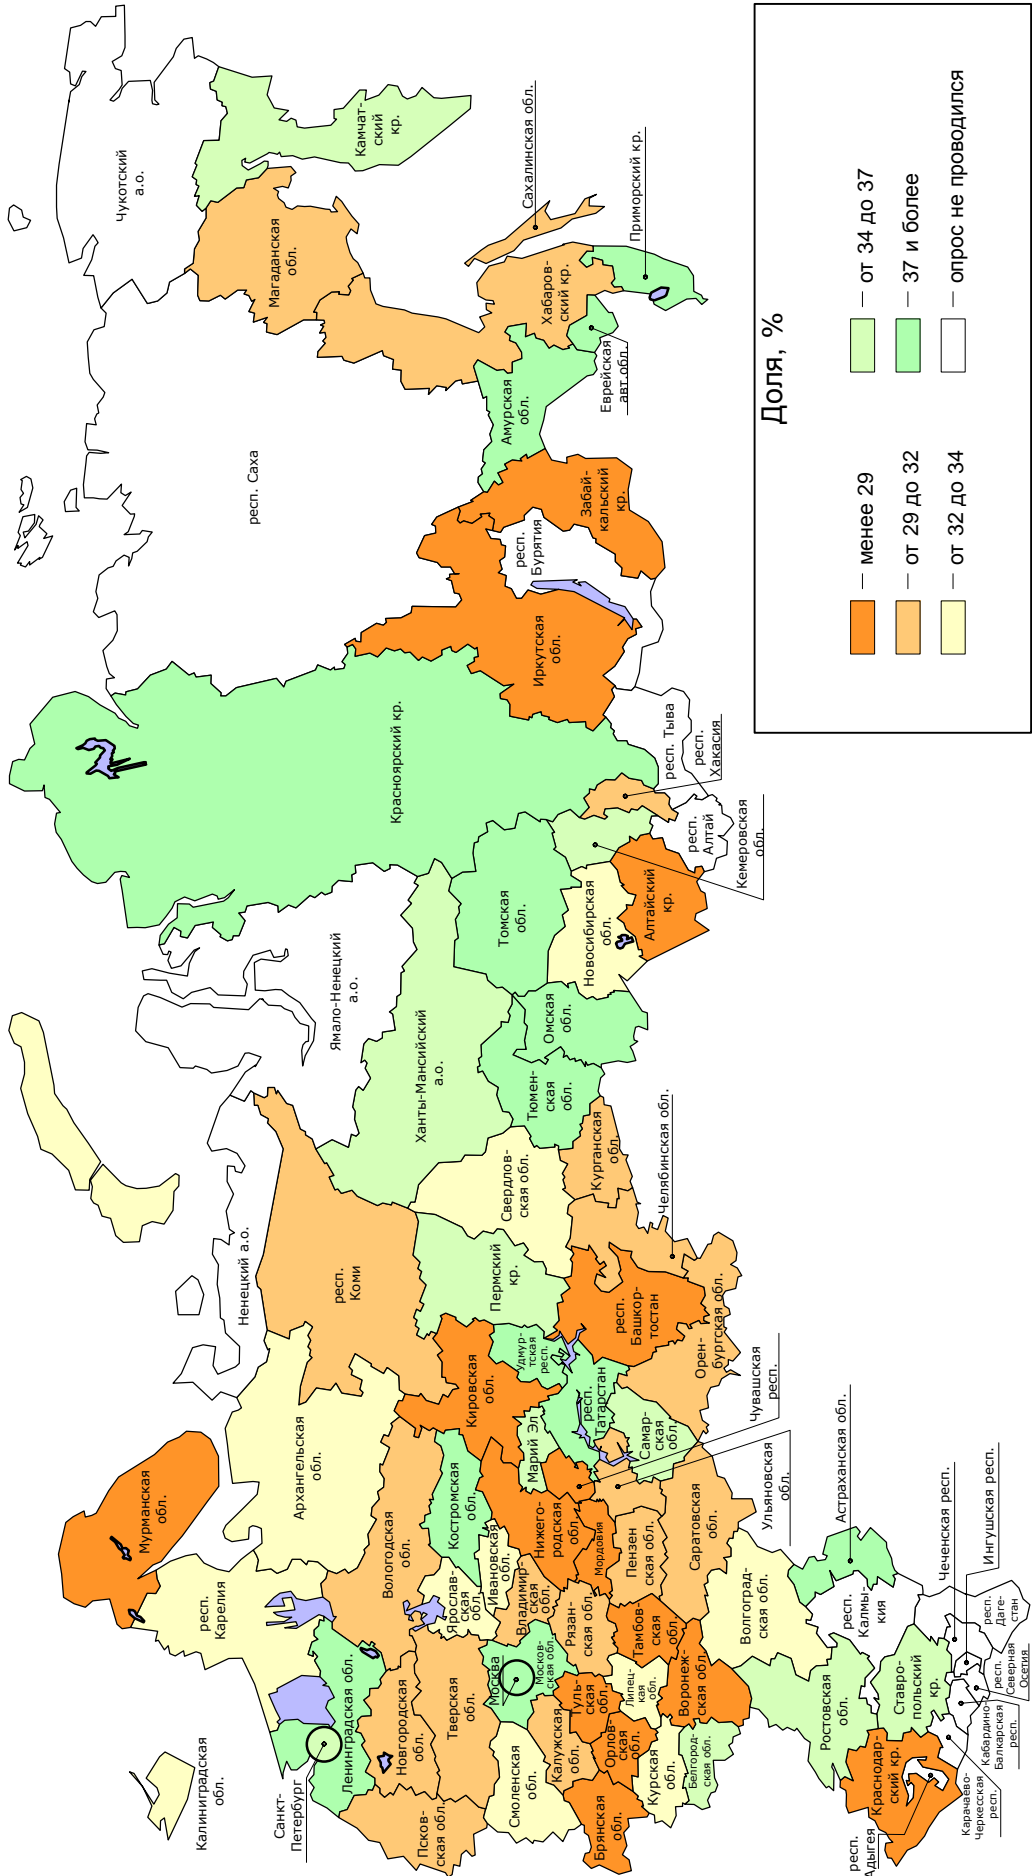 Чукотский
а.о.
Камчат-
ский
кр.
Магаданская
обл.
Сахалинская обл.
Приморский кр.
Хабаров-
ский кр.
Еврейская
авт.обл.
Амурская
обл.
респ. Саха
Забай-
кальский
кр.
респ.
Бурятия
Иркутская
обл.
Красноярский кр.
респ. Тыва
респ.
Хакасия
респ.
Алтай
Кемеровская
обл.
Алтайский
кр.
Новосибирская
обл.
Томская
обл.
Омская
обл.
Тюмен-
ская
обл.
Ямало-Ненецкий
а.о.
Ханты-Мансийский
а.о.
Курганская
обл.
Свердлов-
ская обл.
Челябинская обл.
Ненецкий а.о.
респ.
Коми
Пермский
кр.
респ.
Башкор-
тостан
Орен-
бургская обл.
Удмур-
тская
респ.
Кировская
обл.
респ.
Татарстан
Самар-
ская
обл.
Марий Эл
Чувашская
респ.
Ульяновская
обл.
Архангельская
обл.
Мурманская
обл.
респ.
Карелия
Вологодская
обл.
Костромская
обл.
Нижего-
родская
обл.
Мордовия
Пензен-
ская обл.
Саратовская
обл.
Ярослав-
ская
обл.
Ивановская
обл.
Владимир-
ская
обл.
Рязан-
ская обл.
Тамбов-
ская
обл.
Волгоград-
ская обл.
Астраханская обл.
респ.
Калмы-
кия
Чеченская респ.
Ингушская респ.
респ.
Даге-
стан
респ.
Северная
Осетия
Кабардино-
Балкарская
респ.
Карачаево-
Черкесская
респ.
Ставро-
польский
кр.
Ростовская
обл.
Краснодар-
ский кр.
респ.
Адыгея
Воронеж-
ская обл.
Липец-
кая
обл.
Белгород-
ская обл.
Курская
обл.
Орлов-
ская
обл.
Туль-
ская
обл.
Брянская
обл.
Калужская
обл.
Москва
Москов-
ская обл.
Смоленская
обл.
Тверская
обл.
Новгородская
обл.
Псков-
ская обл.
Ленинградская обл.
Санкт-
Петербург
Калиниградская
обл.
Доля, %
менее 29
от 29 до 32
от 32 до 34
от 34 до 37
37 и более
опрос не проводился